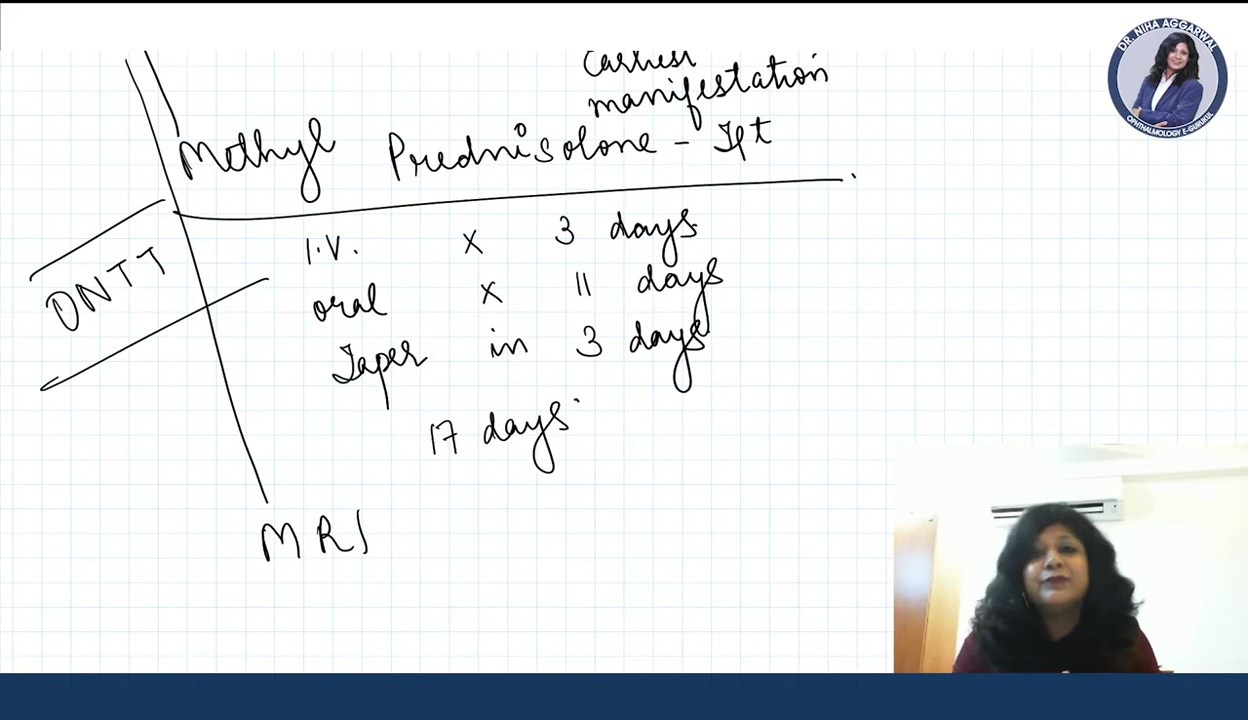 DR. NIHA AGGARWAL
OPHTHALMOLOGY E-GURUKUL
manifestation
Methyl Prednisolone -
I.V. x 3 days
oral x 11 days
Taper in 3 days
17 days
ONTT
MRI